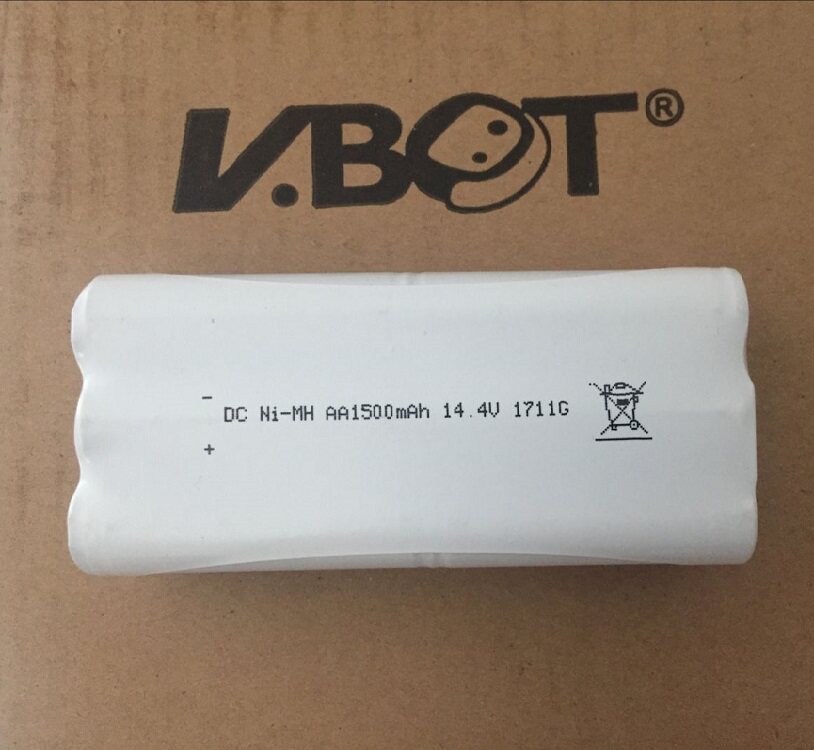 V.BOT®
-
DC Ni-MH AA1500mAh 14.4V 1711G
+